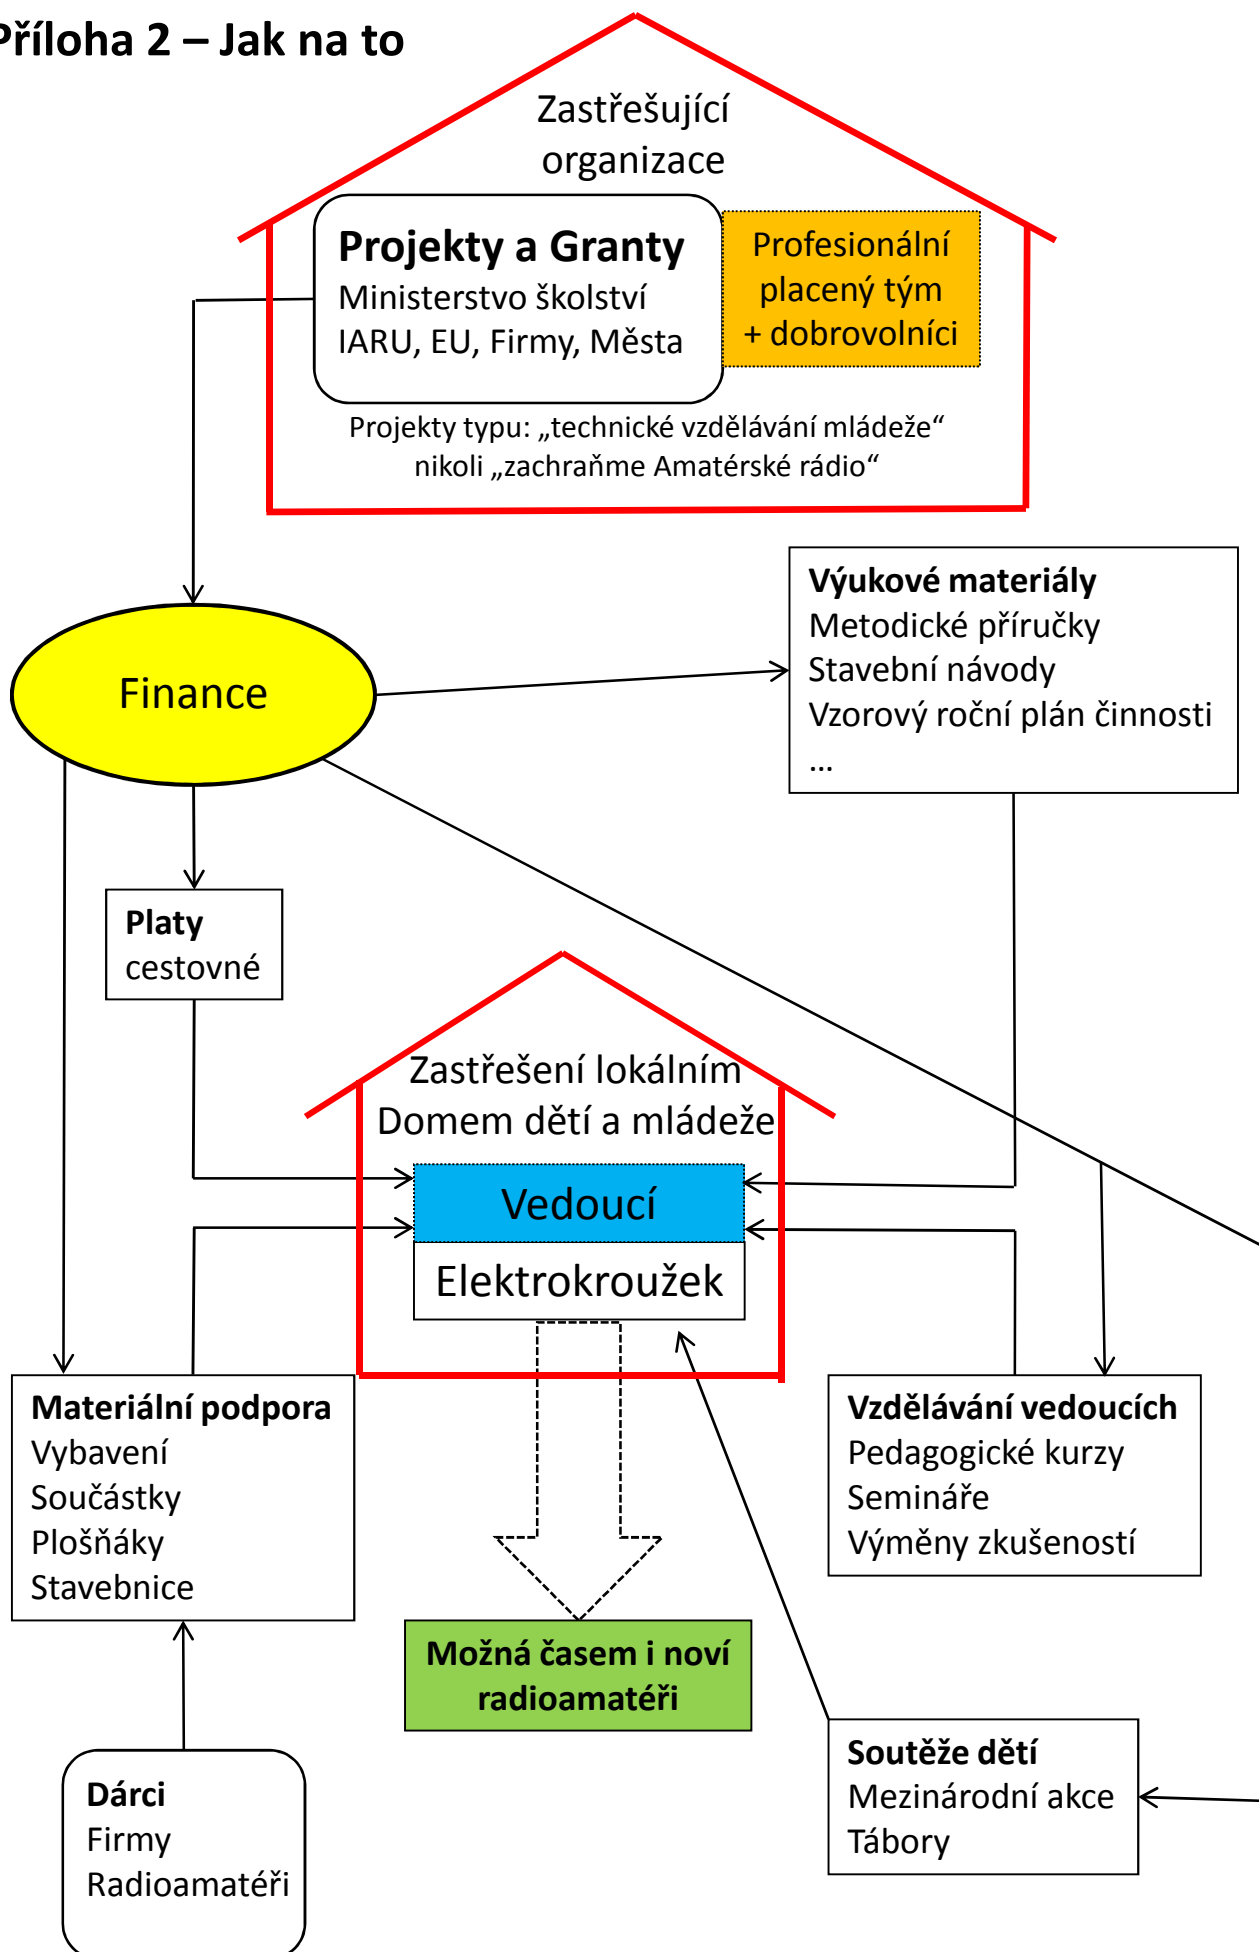 Příloha 2 – Jak na to
Zastřešující
organizace
Projekty a Granty
Ministerstvo školství
IARU, EU, Firmy, Města
Profesionální
placený tým
+ dobrovolníci
Projekty typu: „technické vzdělávání mládeže“
nikoli „zachraňme Amatérské rádio“
Finance
Výukové materiály
Metodické příručky
Stavební návody
Vzorový roční plán činnosti
...
Platy
cestovné
Zastřešení lokálním
Domem dětí a mládeže
Vedoucí
Elektrokroužek
Materiální podpora
Vybavení
Součástky
Plošňáky
Stavebnice
Vzdělávání vedoucích
Pedagogické kurzy
Semináře
Výměny zkušeností
Možná časem i noví
radioamatéři
Soutěže dětí
Mezinárodní akce
Tábory
Dárci
Firmy
Radioamatéři